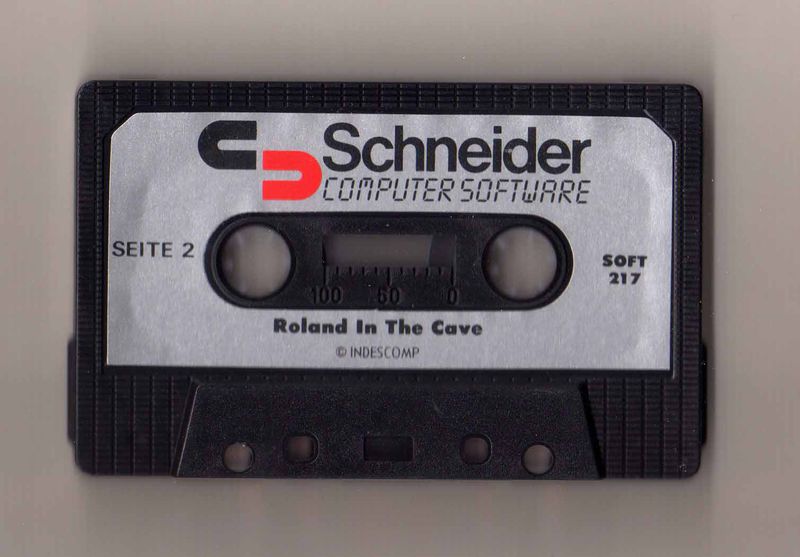 Schneider
COMPUTER SOFTWARE
SEITE 2
SOFT
217
100 50 0
Roland In The Cave
© INDESCOMP